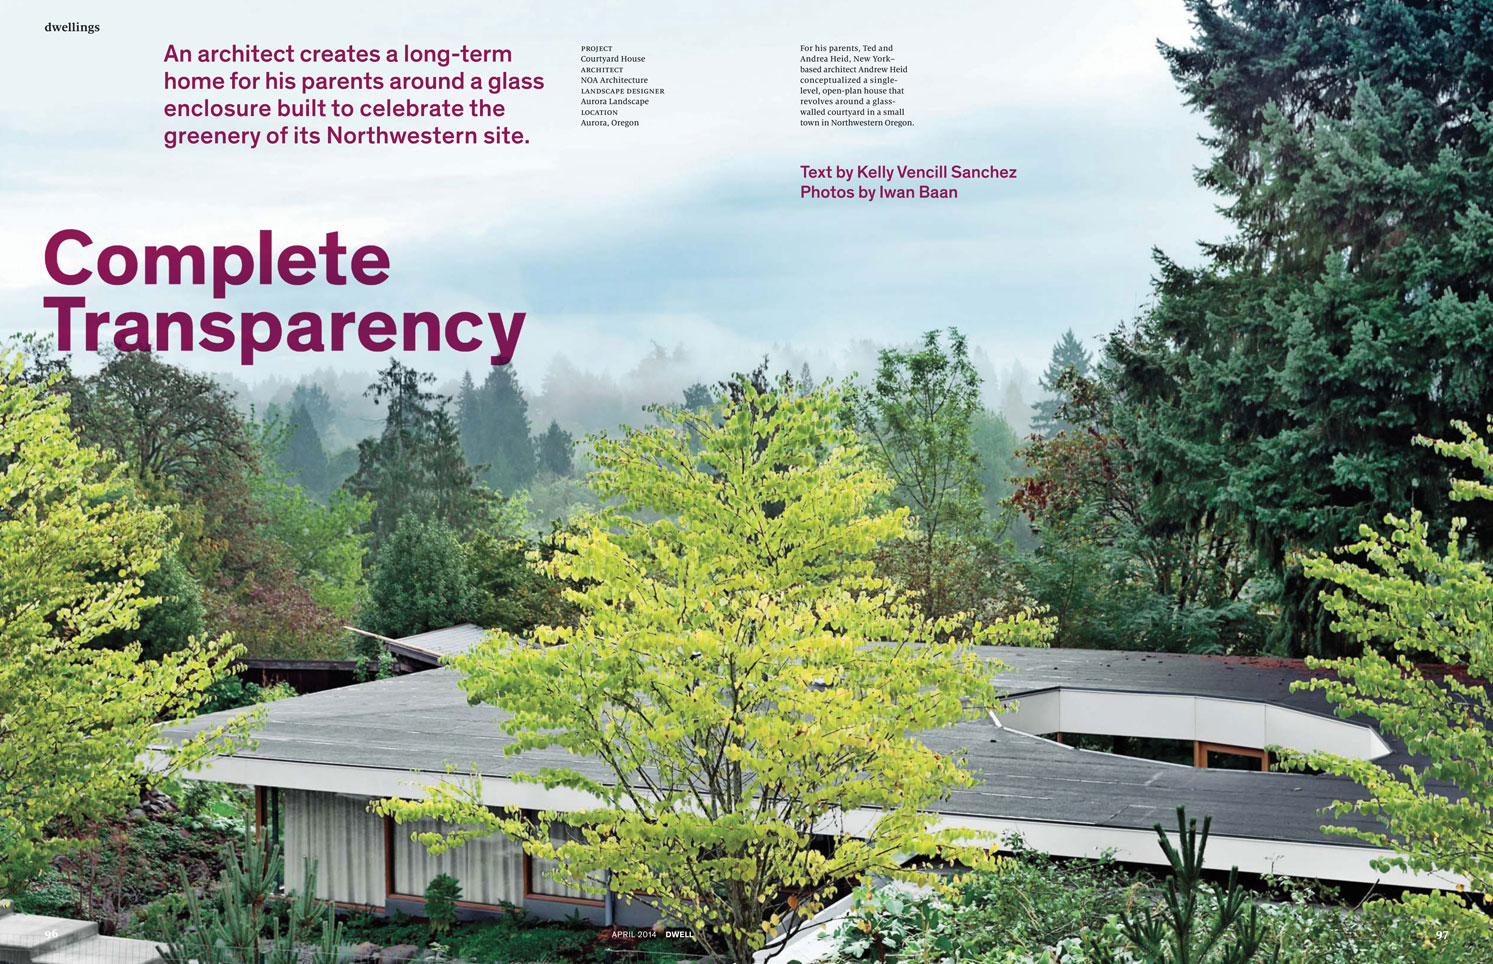 dwellings
An architect creates a long-term
home for his parents around a glass
enclosure built to celebrate the
greenery of its Northwestern site.
PROJECT
Courtyard House
ARCHITECT
NOA Architecture
LANDSCAPE DESIGNER
Aurora Landscape
LOCATION
Aurora, Oregon
For his parents, Ted and
Andrea Heid, New York–
based architect Andrew Heid
conceptualized a single-
level, open-plan house that
revolves around a glass-
walled courtyard in a small
town in Northwestern Oregon.
Text by Kelly Vencill Sanchez
Photos by Iwan Baan
Complete
Transparency
96
APRIL 2014 DWELL
97